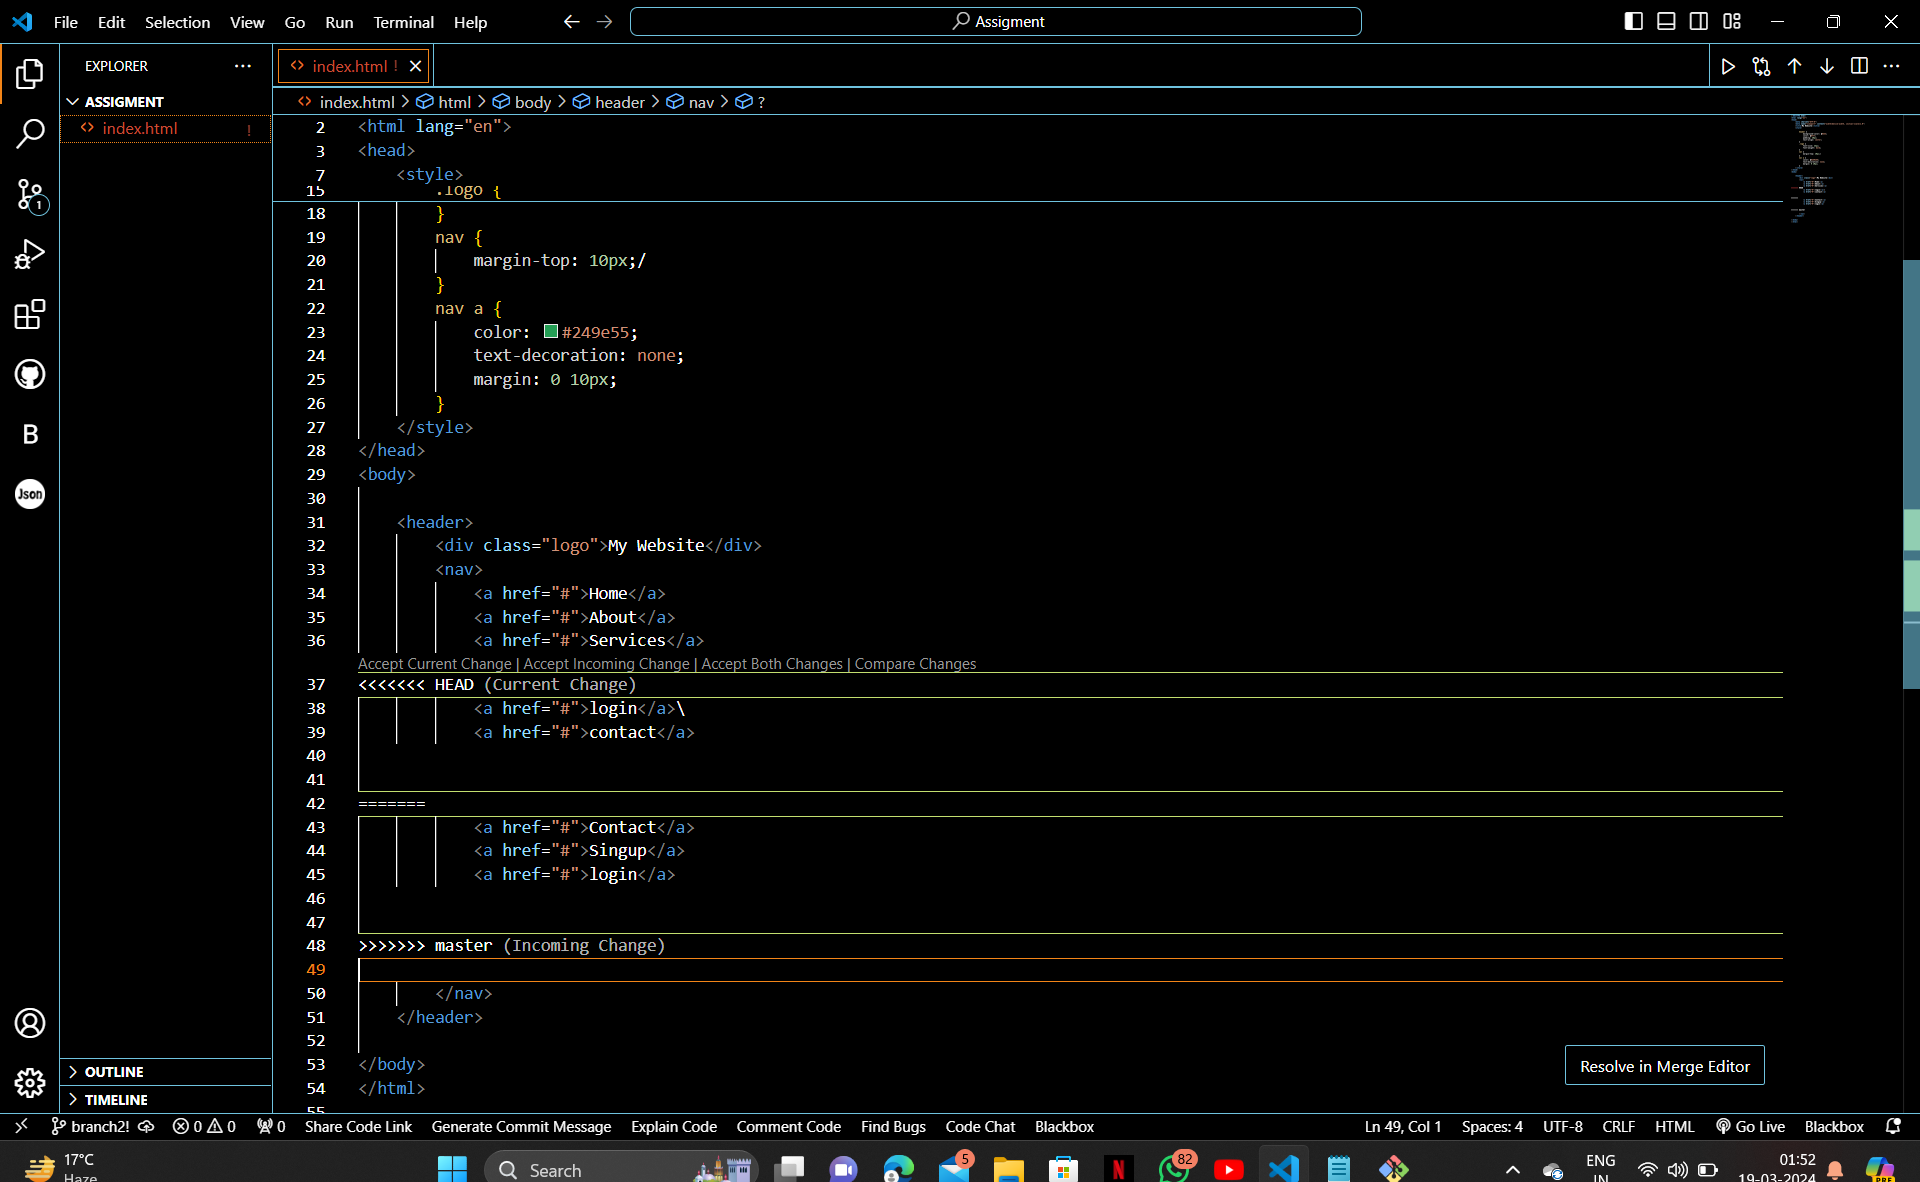 File Edit Selection View Go Run Terminal Help
Assigment
EXPLORER
ASSIGMENT
index.html !
index.html !
index.html > html > body > header > nav > ?
2 <html lang="en">
3 <head>
7 <style>
15 .logo {
18 }
19 nav {
20 margin-top: 10px;/
21 }
22 nav a {
23 color: #249e55;
24 text-decoration: none;
25 margin: 0 10px;
26 }
27 </style>
28 </head>
29 <body>
30
31 <header>
32 <div class="logo">My Website</div>
33 <nav>
34 <a href="#">Home</a>
35 <a href="#">About</a>
36 <a href="#">Services</a>
Accept Current Change | Accept Incoming Change | Accept Both Changes | Compare Changes
37 <<<<<<< HEAD (Current Change)
38 <a href="#">login</a>\
39 <a href="#">contact</a>
40
41
42 =======
43 <a href="#">Contact</a>
44 <a href="#">Singup</a>
45 <a href="#">login</a>
46
47
48 >>>>>>> master (Incoming Change)
49
50 </nav>
51 </header>
52
53 </body>
54 </html>
55
1
B
Json
OUTLINE
TIMELINE
Resolve in Merge Editor
branch2! 0 0 0 Share Code Link Generate Commit Message Explain Code Comment Code Find Bugs Code Chat Blackbox Ln 49, Col 1 Spaces: 4 UTF-8 CRLF HTML Go Live Blackbox
17°C
Haze
Search
5
N
82
ENG
IN
01:52
19-03-2024
PRE